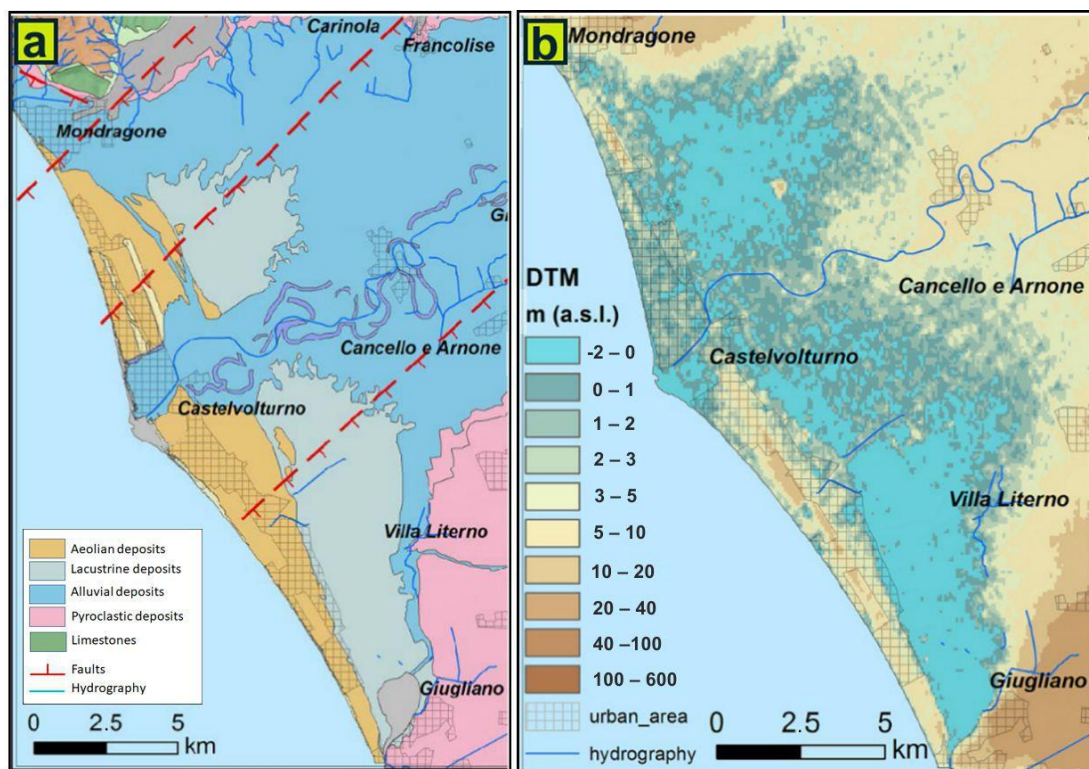 a
Carinola
Francolise
Mondragone
Cancello e Arnone
Castelvolturno
Villa Literno
Giugliano
Aeolian deposits
Lacustrine deposits
Alluvial deposits
Pyroclastic deposits
Limestones
Faults
Hydrography
0 2.5 5
km
b
Mondragone
Cancello e Arnone
Castelvolturno
Villa Literno
Giugliano
DTM
m (a.s.l.)
-2 – 0
0 – 1
1 – 2
2 – 3
3 – 5
5 – 10
10 – 20
20 – 40
40 –100
100 – 600
urban_area
hydrography
0 2.5 5
km